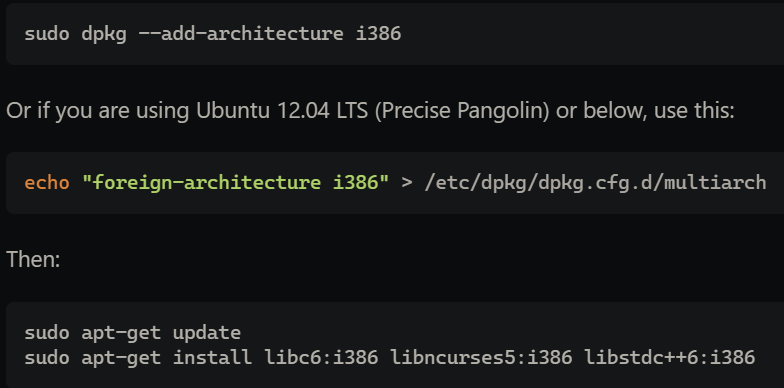 sudo dpkg --add-architecture i386
Or if you are using Ubuntu 12.04 LTS (Precise Pangolin) or below, use this:
echo "foreign-architecture i386" > /etc/dpkg/dpkg.cfg.d/multiarch
Then:
sudo apt-get update
sudo apt-get install libc6:i386 libncurses5:i386 libstdc++6:i386